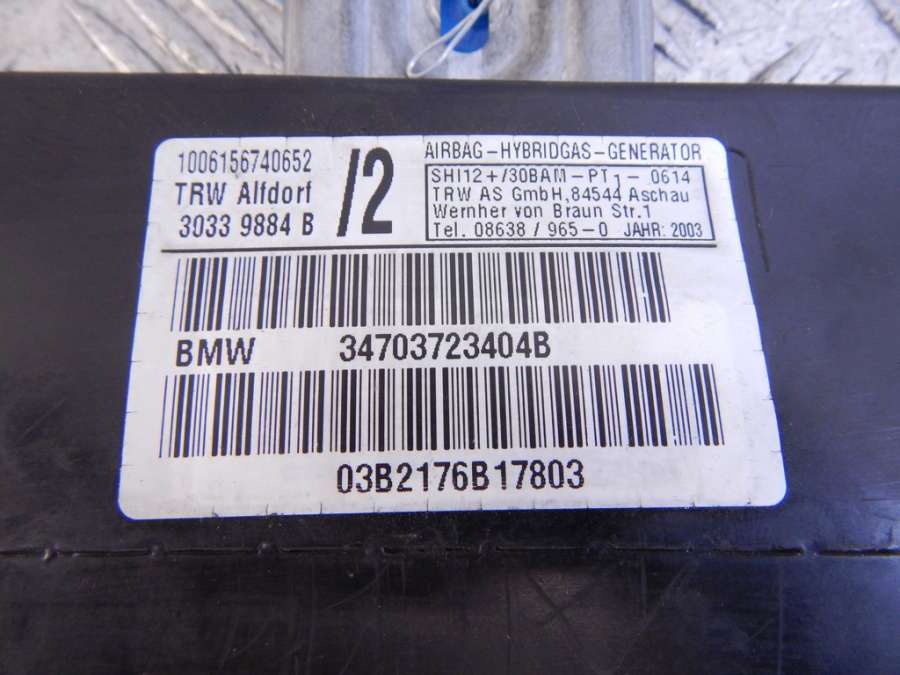 1006156740652
TRW Alfdorf
3033 9884 B
/2
AIRBAG-HYBRIDGAS-GENERATOR
SHI12+/30BAM-PT1- 0614
TRW AS GmbH,84544 Aschau
Wernher von Braun Str.1
Tel. 08638/965-0 JAHR: 2003
BMW 34703723404B
03B2176B17803